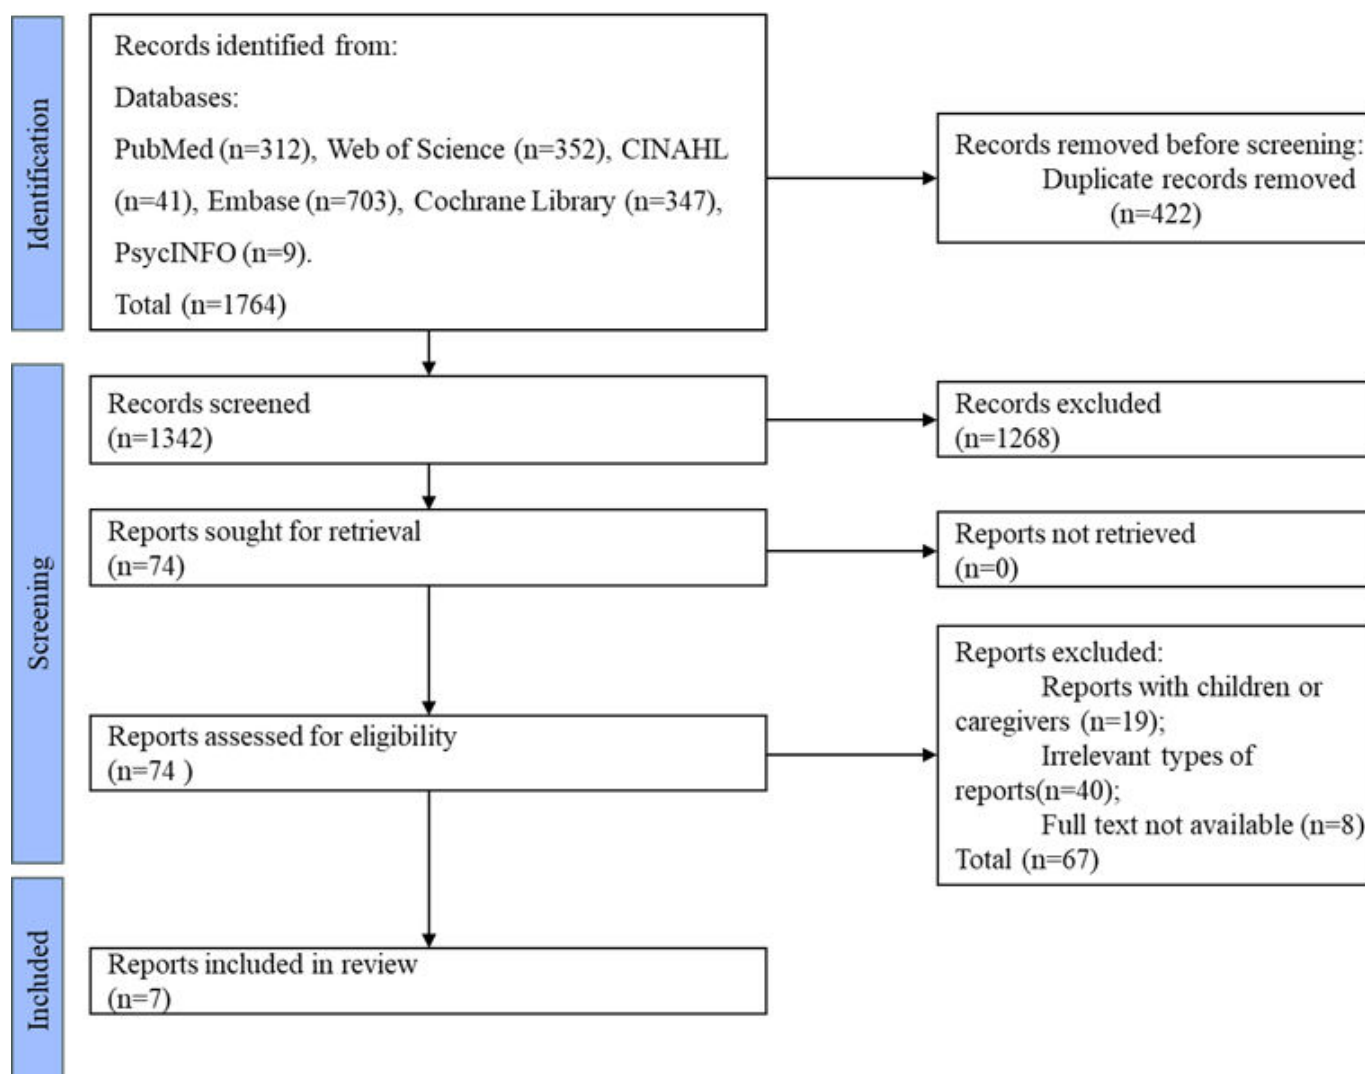 Identification
Records identified from:
Databases:
PubMed (n=312), Web of Science (n=352), CINAHL
(n=41), Embase (n=703), Cochrane Library (n=347),
PsycINFO (n=9).
Total (n=1764)
Records removed before screening:
Duplicate records removed
(n=422)
Screening
Records screened
(n=1342)
Records excluded
(n=1268)
Reports sought for retrieval
(n=74)
Reports not retrieved
(n=0)
Reports assessed for eligibility
(n=74 )
Reports excluded:
Reports with children or
caregivers (n=19);
Irrelevant types of
reports(n=40);
Full text not available (n=8)
Total (n=67)
Included
Reports included in review
(n=7)